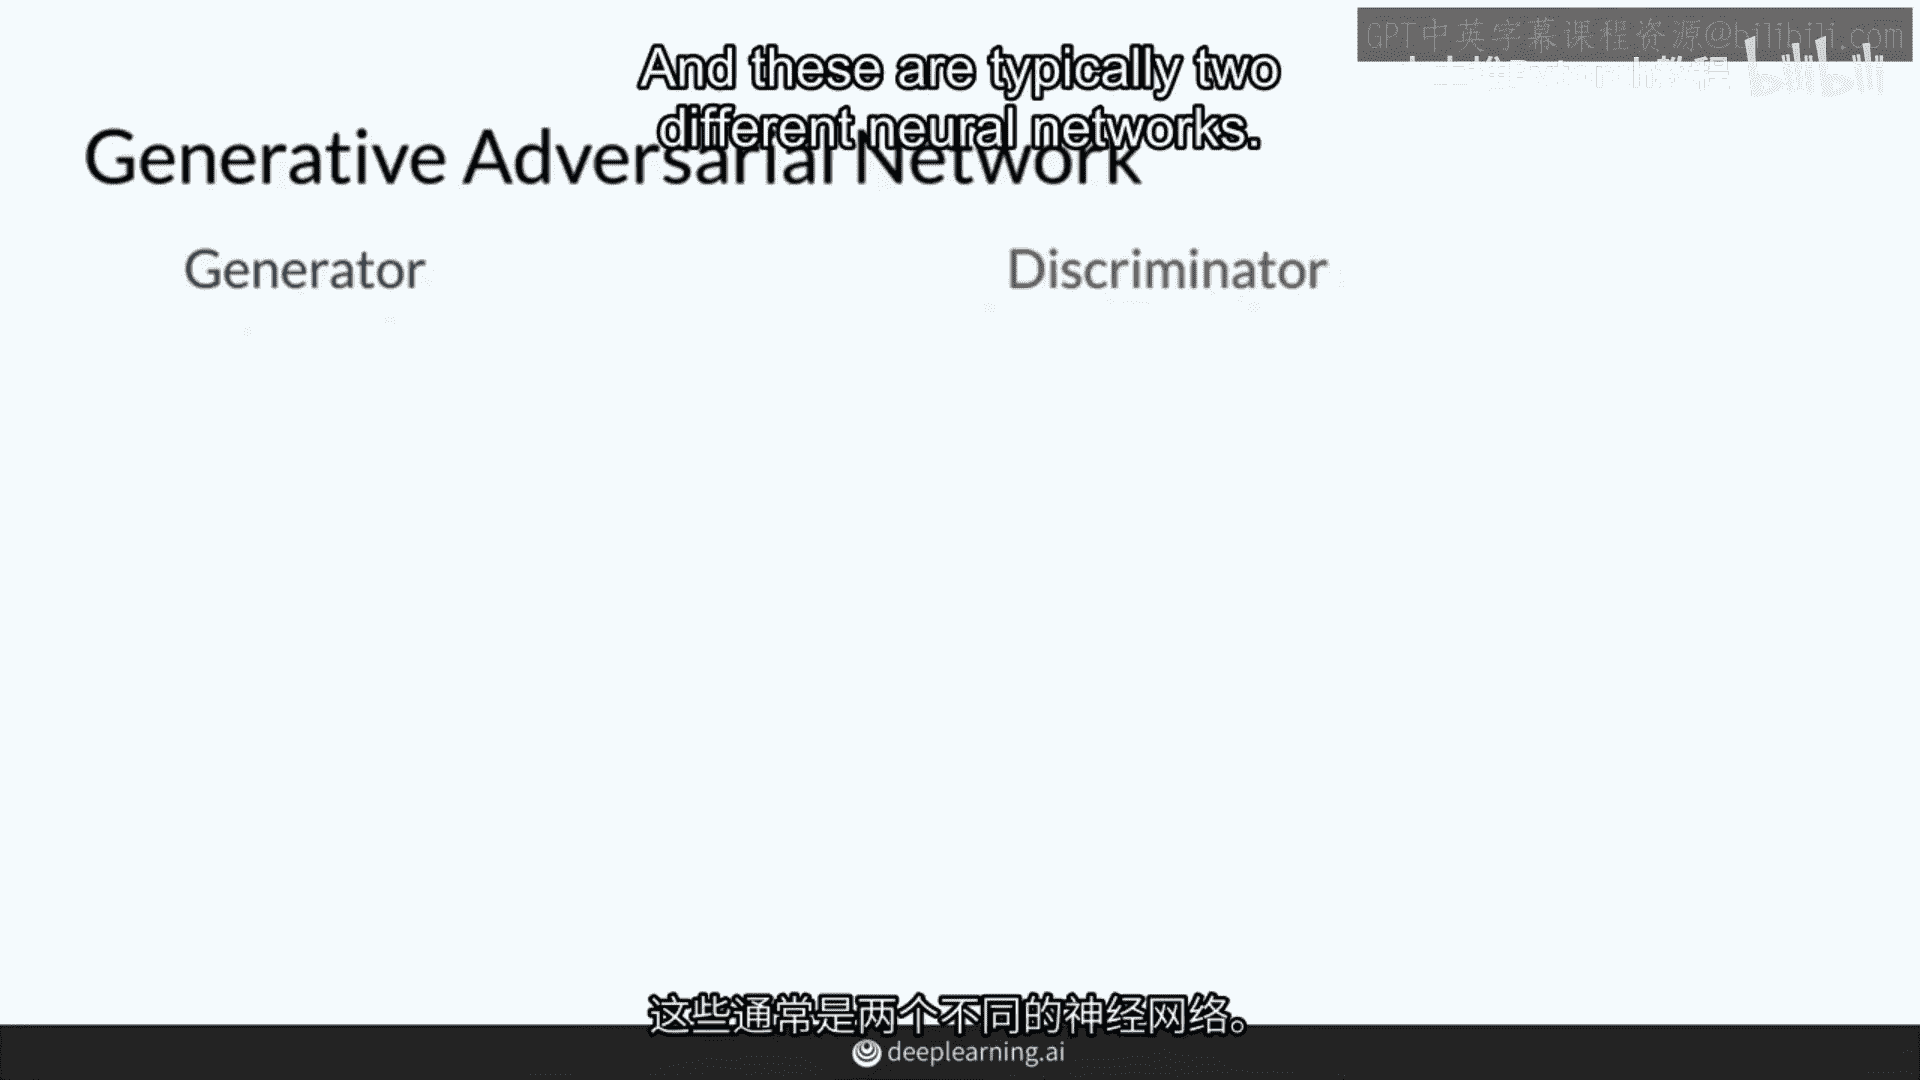 GPT中英字幕课程资源@bilibili.com
bilibili
And these are typically two
different neural networks.
Generative Adversarial Network
Generator
Discriminator
这些通常是两个不同的神经网络。
deeplearning.ai